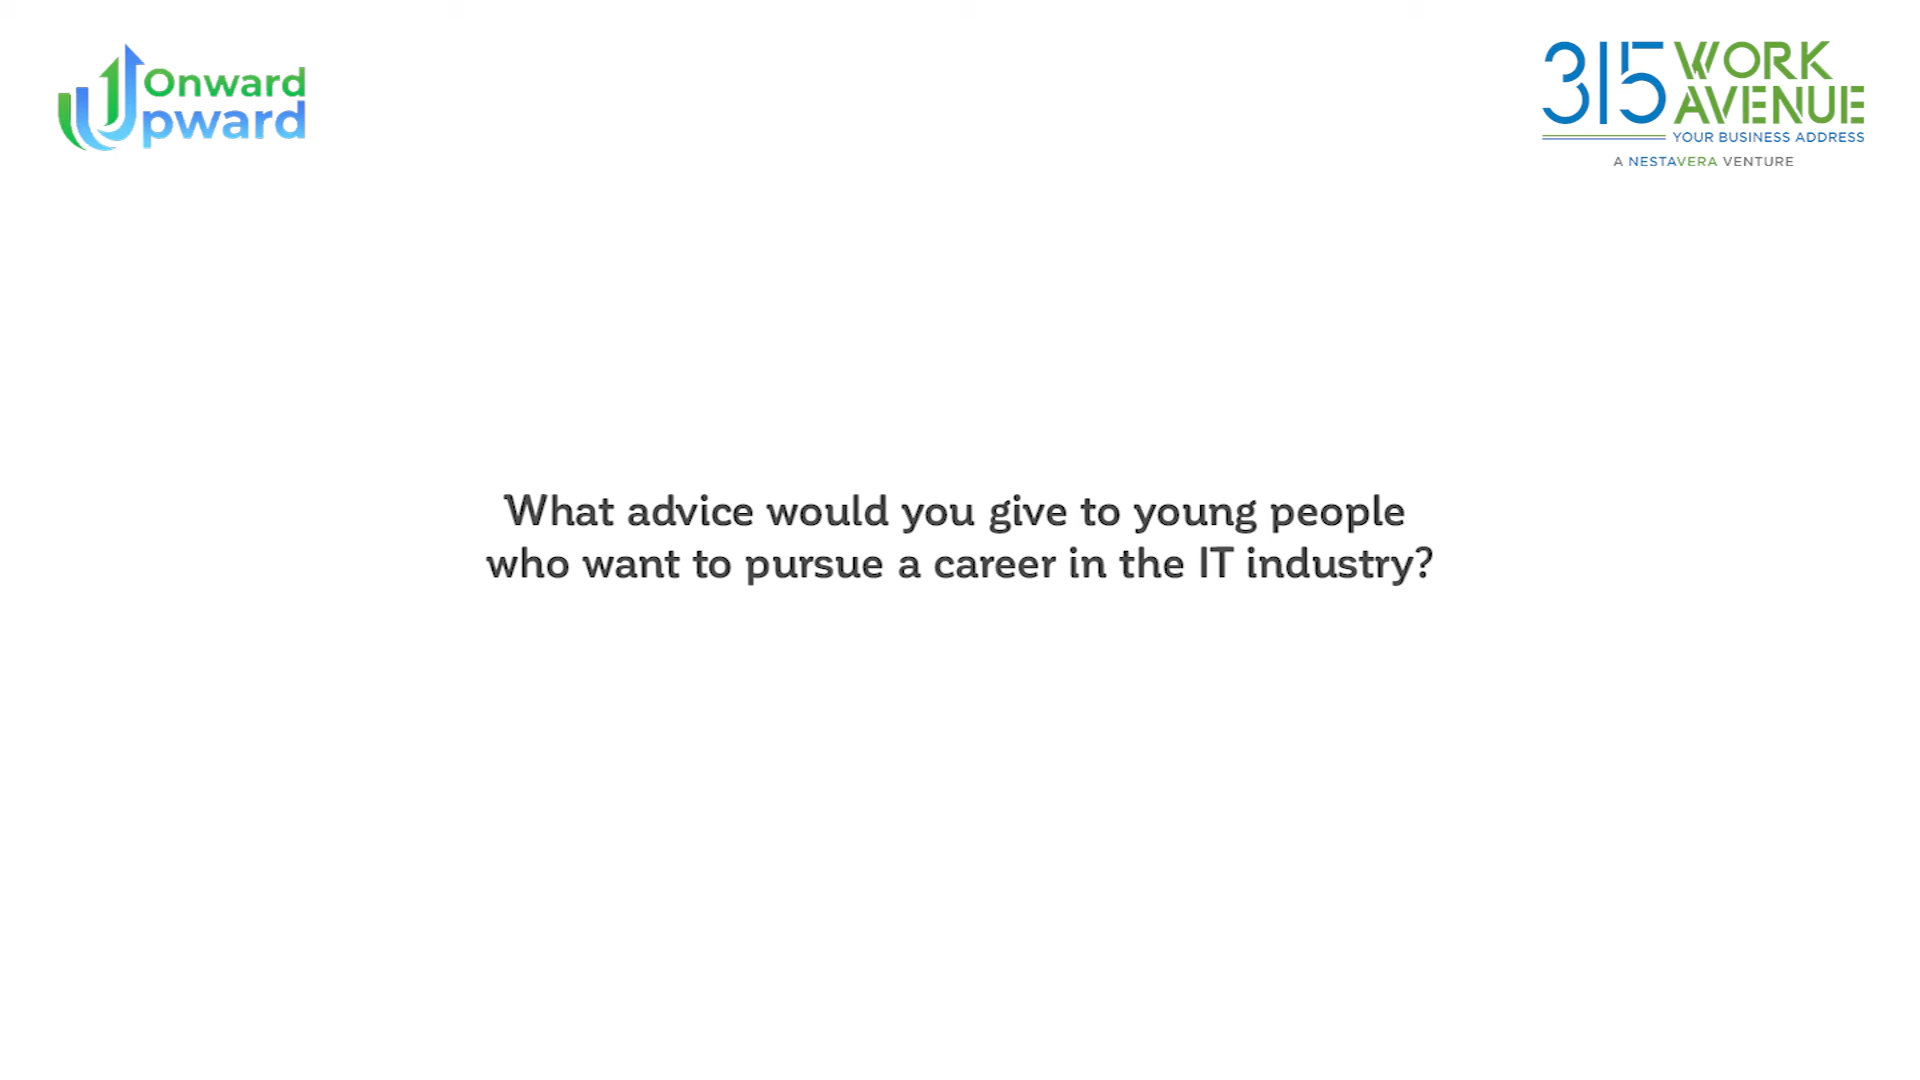 Onward
Upward
315 WORK
AVENUE
YOUR BUSINESS ADDRESS
A NESTAVERA VENTURE
What advice would you give to young people
who want to pursue a career in the IT industry?